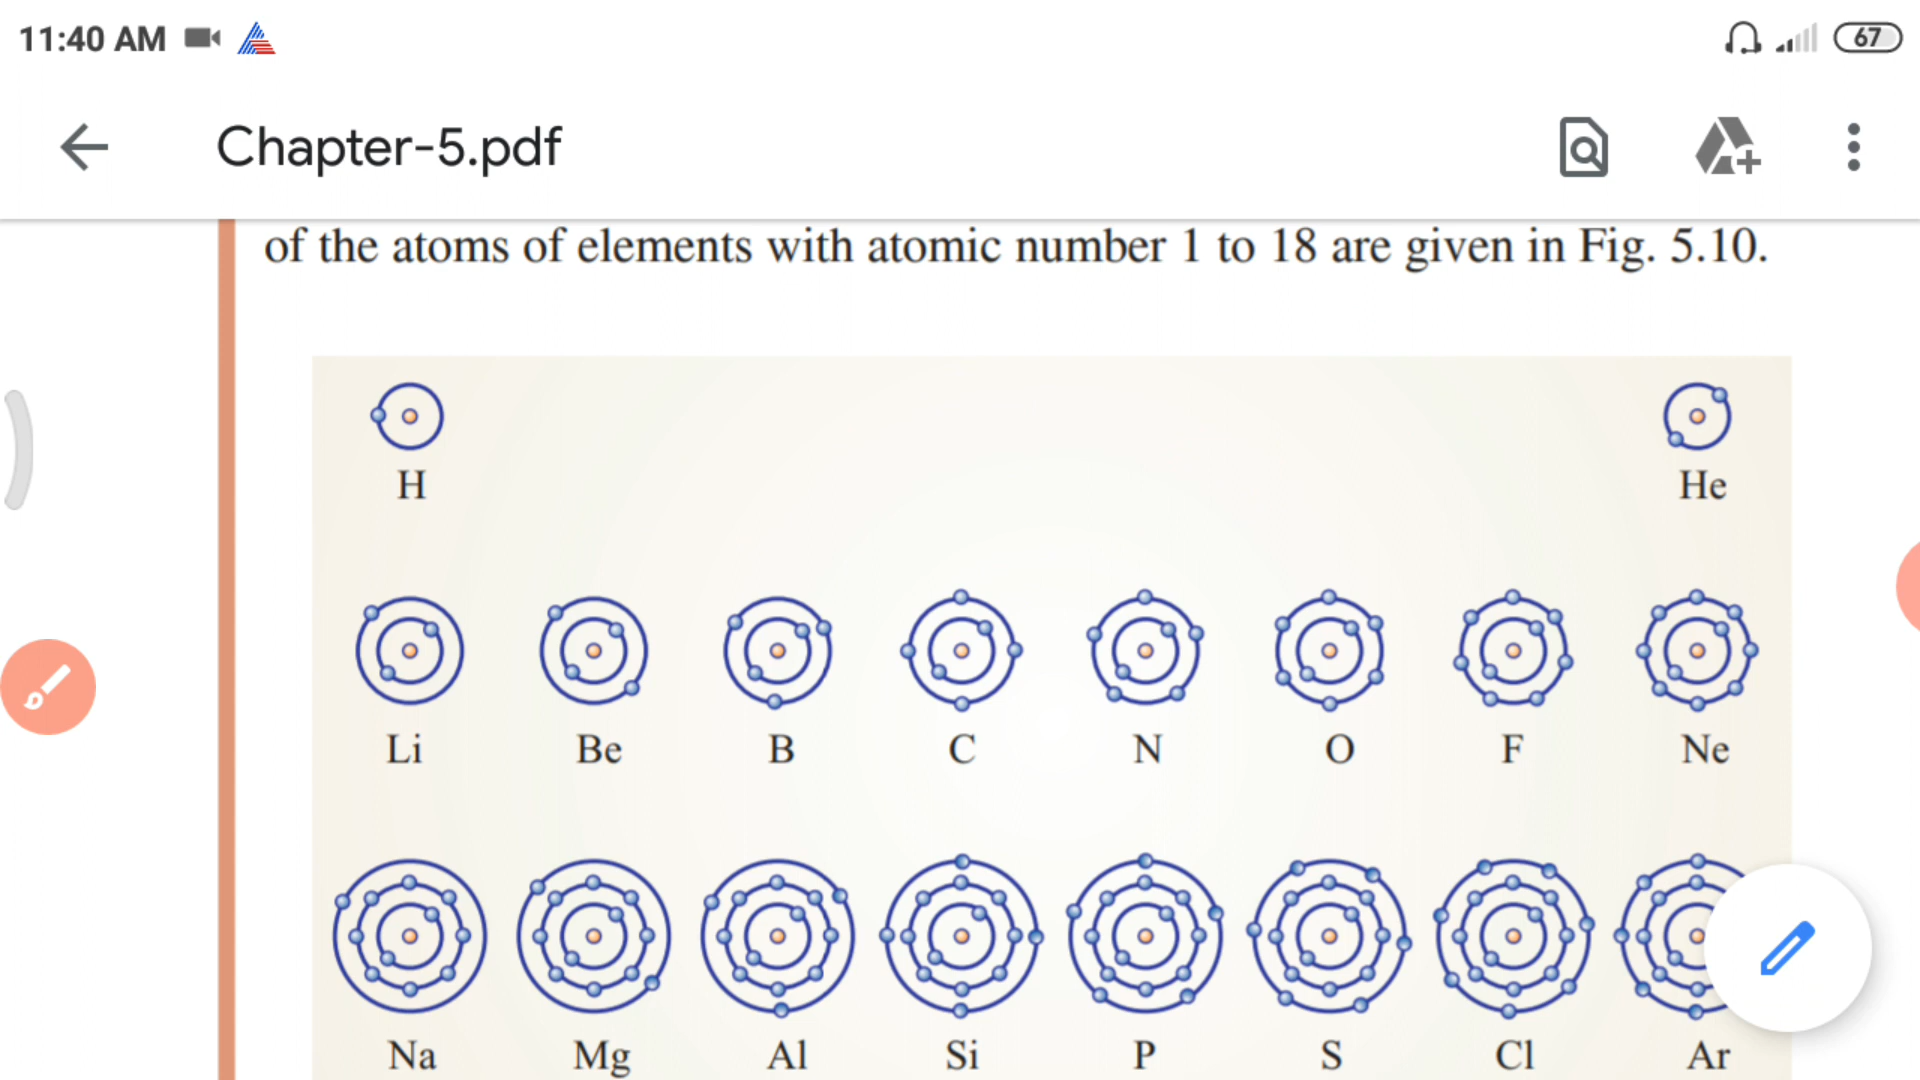 11:40 AM
67
Chapter-5.pdf
of the atoms of elements with atomic number 1 to 18 are given in Fig. 5.10.
H He
Li Be B C N O F Ne
Na Mg Al Si P S Cl Ar